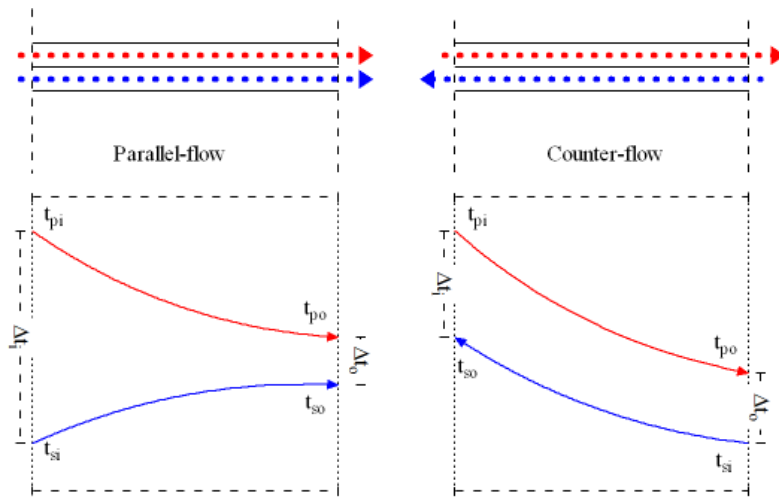 Parallel-flow
Counter-flow
t_pi
Δt_i
t_po
Δt_o
t_so
t_si
t_pi
Δt_i
t_so
t_po
Δt_o
t_si